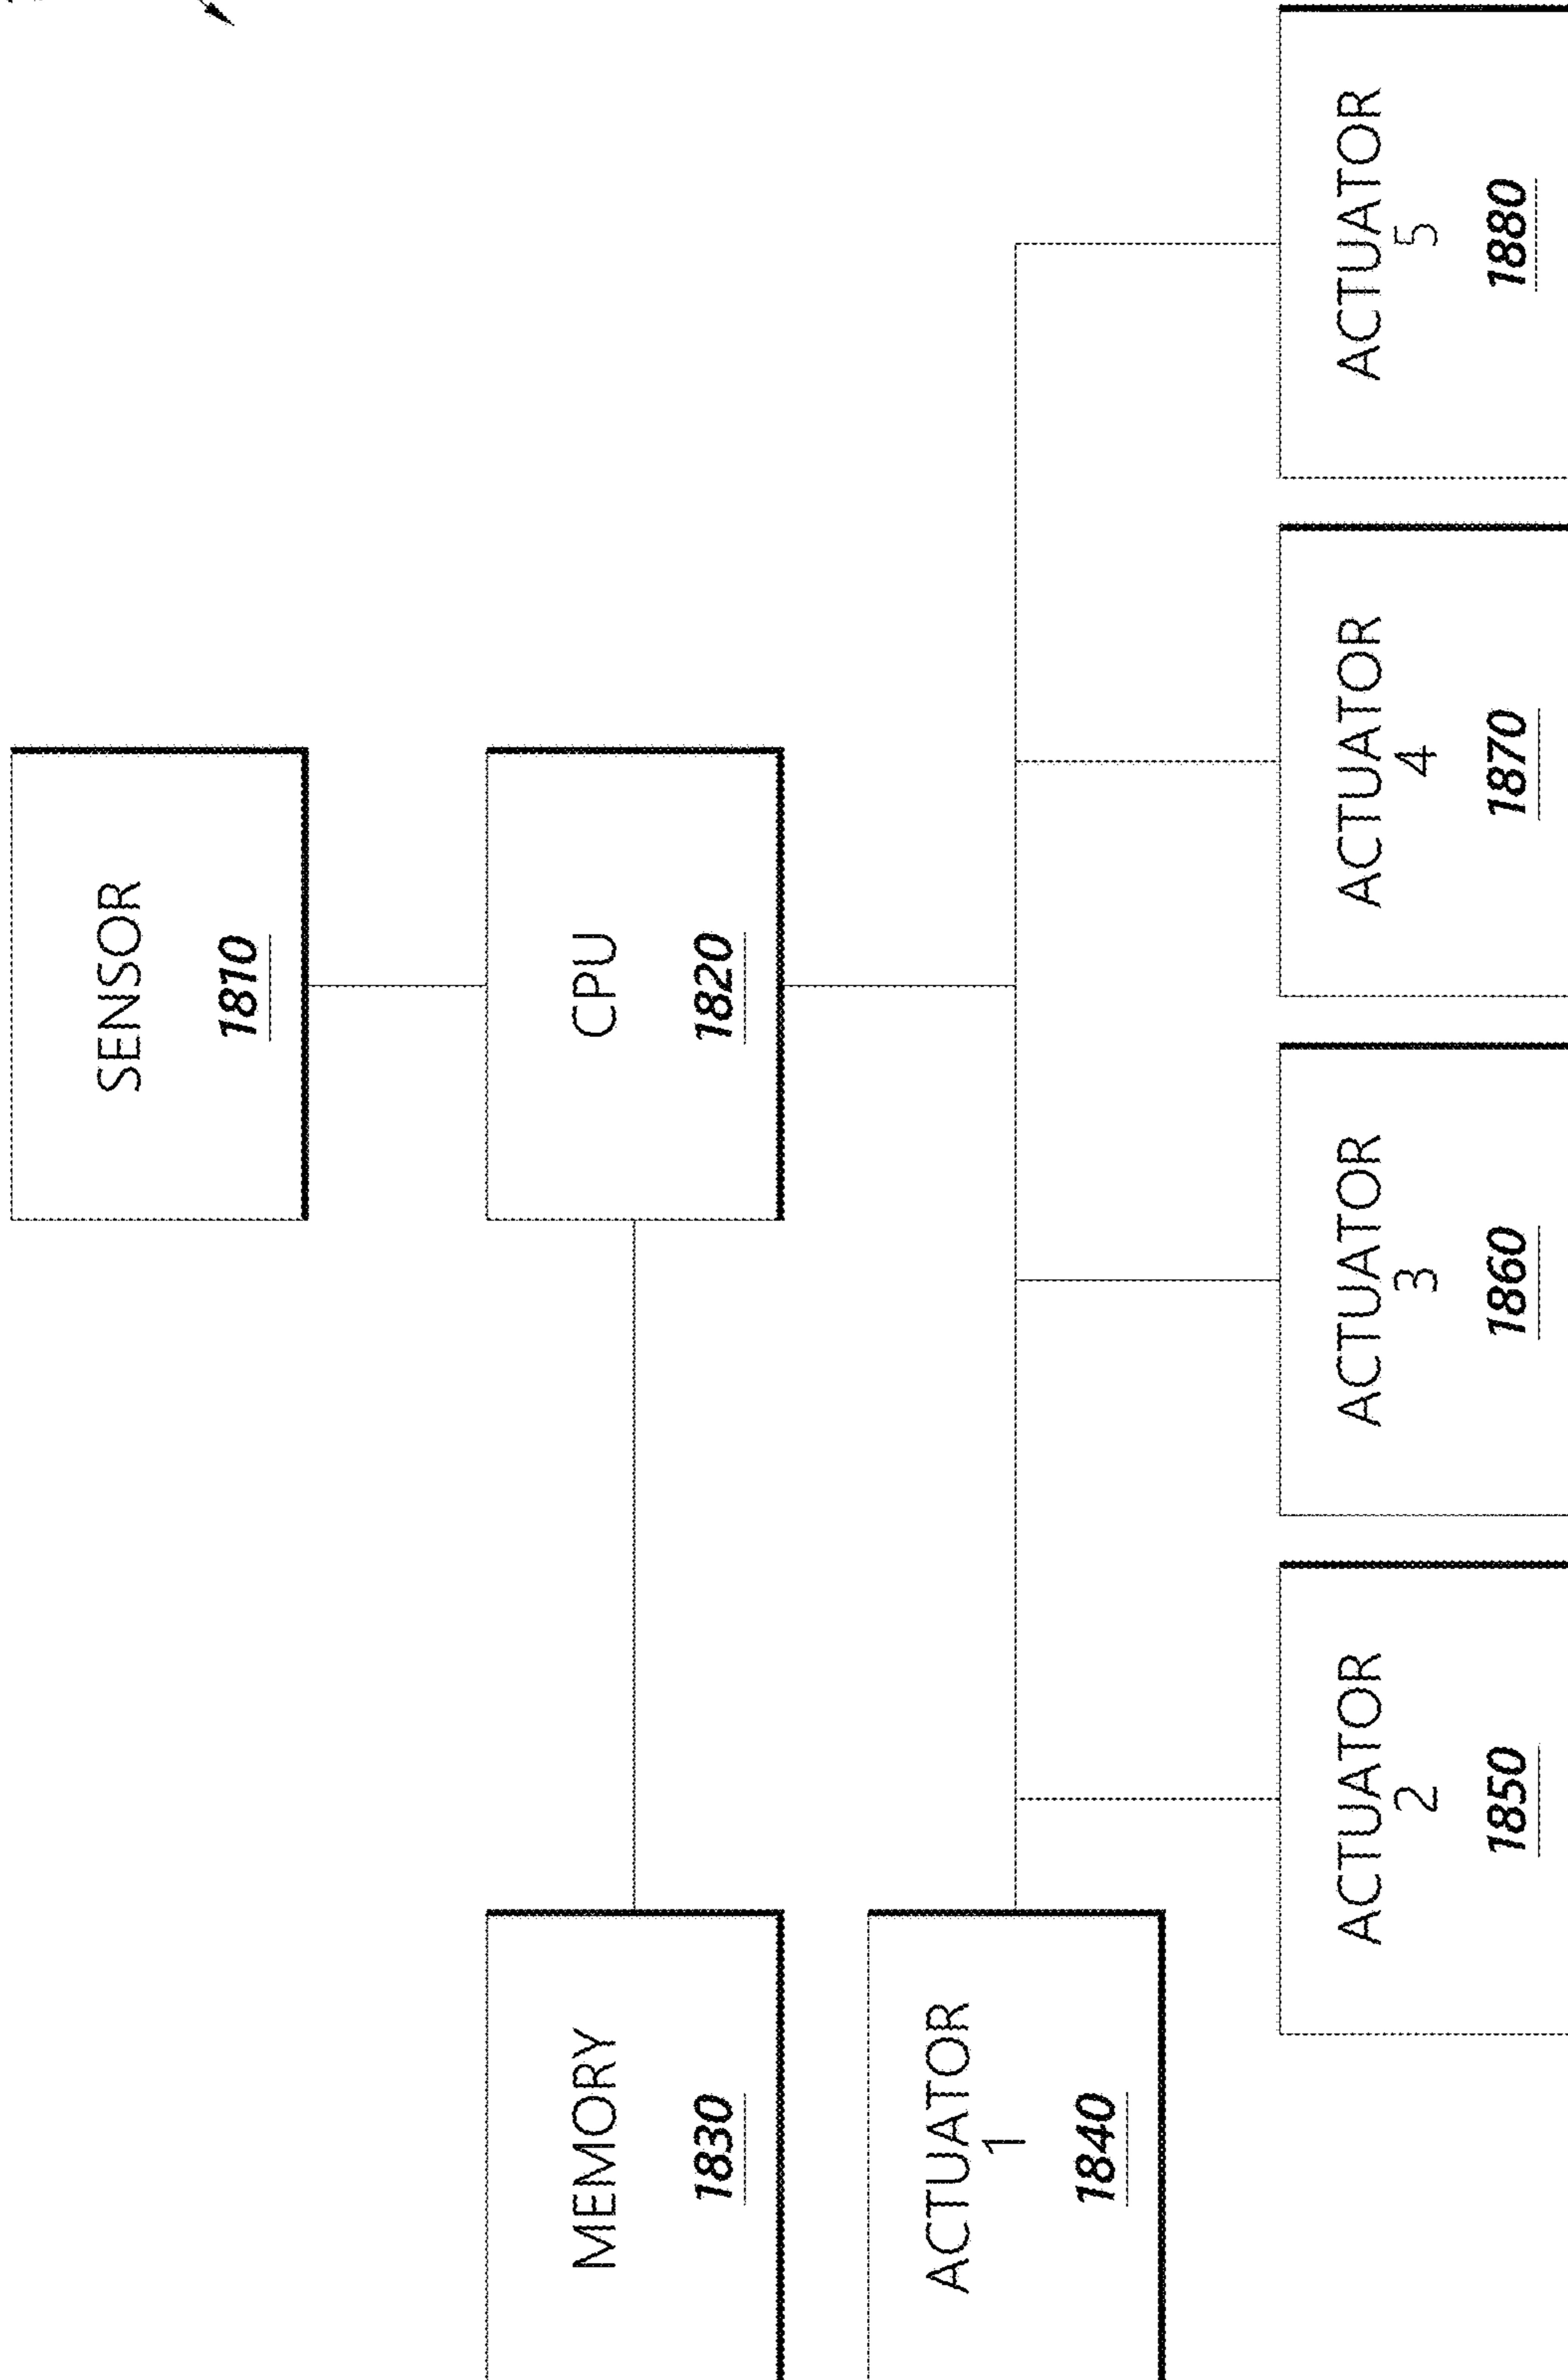 SENSOR
1810
CPU
1820
MEMORY
1830
ACTUATOR
1
1840
ACTUATOR
2
1850
ACTUATOR
3
1860
ACTUATOR
4
1870
ACTUATOR
5
1880